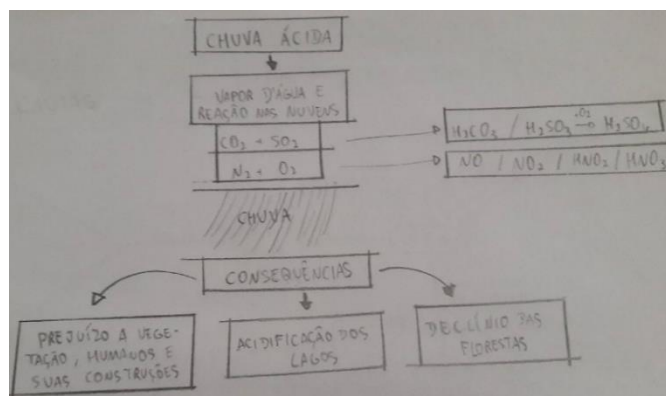 CHUVA ÁCIDA
VAPOR D'ÁGUA E
REAÇÃO NAS NUVENS
CO₂ + SO₂
H₂CO₃ / H₂SO₃ →(O₂) H₂SO₄
N₂ + O₂
NO / NO₂ / HNO₂ / HNO₃
CHUVA
CONSEQUÊNCIAS
PREJUÍZO A VEGE-
TAÇÃO, HUMANOS E
SUAS CONSTRUÇÕES
ACIDIFICAÇÃO DOS
LAGOS
DECLÍNIO DAS
FLORESTAS